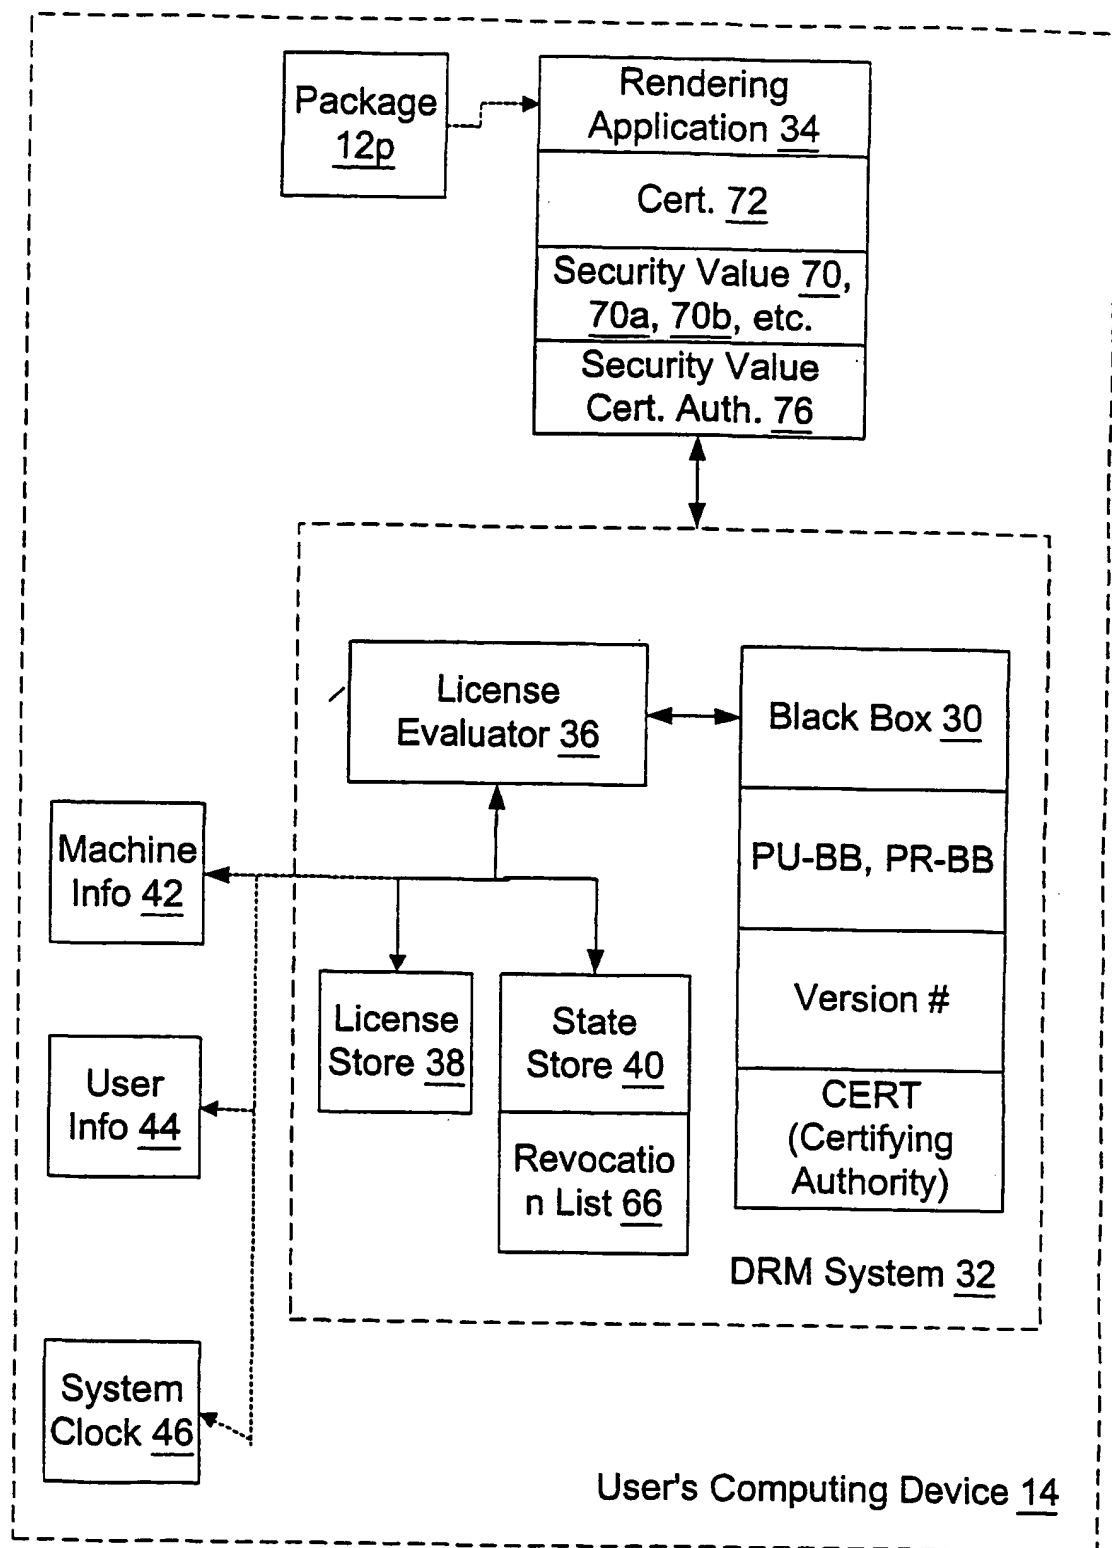 Package
12p
Rendering
Application 34
Cert. 72
Security Value 70,
70a, 70b, etc.
Security Value
Cert. Auth. 76
License
Evaluator 36
Black Box 30
PU-BB, PR-BB
Version #
CERT
(Certifying
Authority)
Machine
Info 42
License
Store 38
State
Store 40
Revocatio
n List 66
User
Info 44
DRM System 32
System
Clock 46
User's Computing Device 14